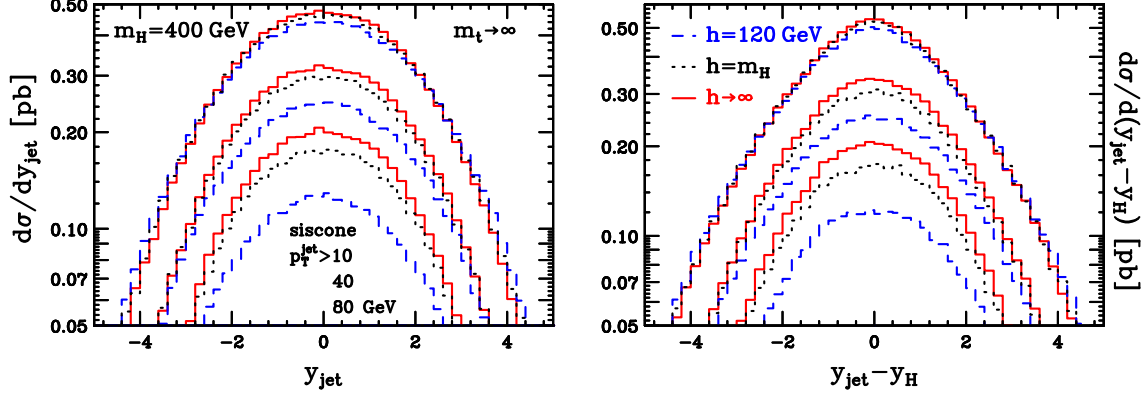 m_H=400 GeV
m_t→∞
0.50
0.30
0.20
0.10
0.07
0.05
dσ/dy_jet [pb]
siscone
p_T^jet>10
40
80 GeV
−4 −2 0 2 4
y_jet
h=120 GeV
h=m_H
h→∞
0.50
0.30
0.20
0.10
0.07
0.05
dσ/d(y_jet−y_H) [pb]
−4 −2 0 2 4
y_jet−y_H